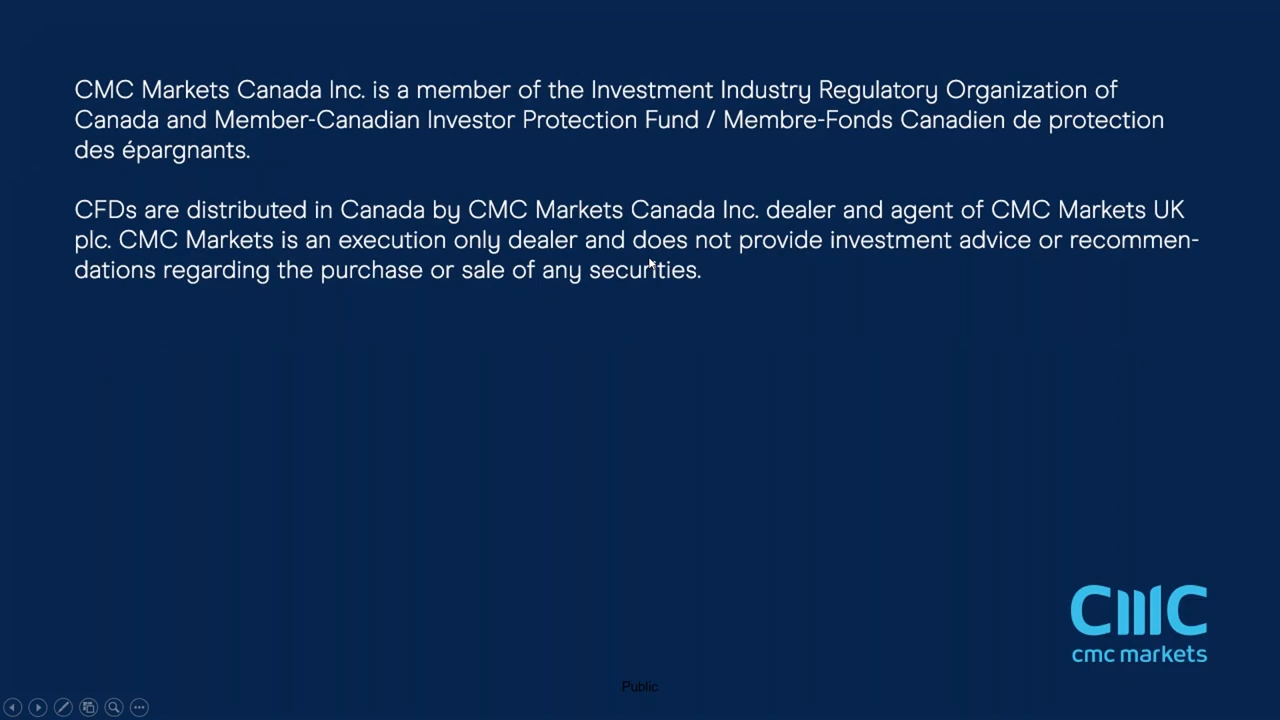 CMC Markets Canada Inc. is a member of the Investment Industry Regulatory Organization of
Canada and Member-Canadian Investor Protection Fund / Membre-Fonds Canadien de protection
des épargnants.
CFDs are distributed in Canada by CMC Markets Canada Inc. dealer and agent of CMC Markets UK
plc. CMC Markets is an execution only dealer and does not provide investment advice or recommen-
dations regarding the purchase or sale of any securities.
CMC
cmc markets
Public